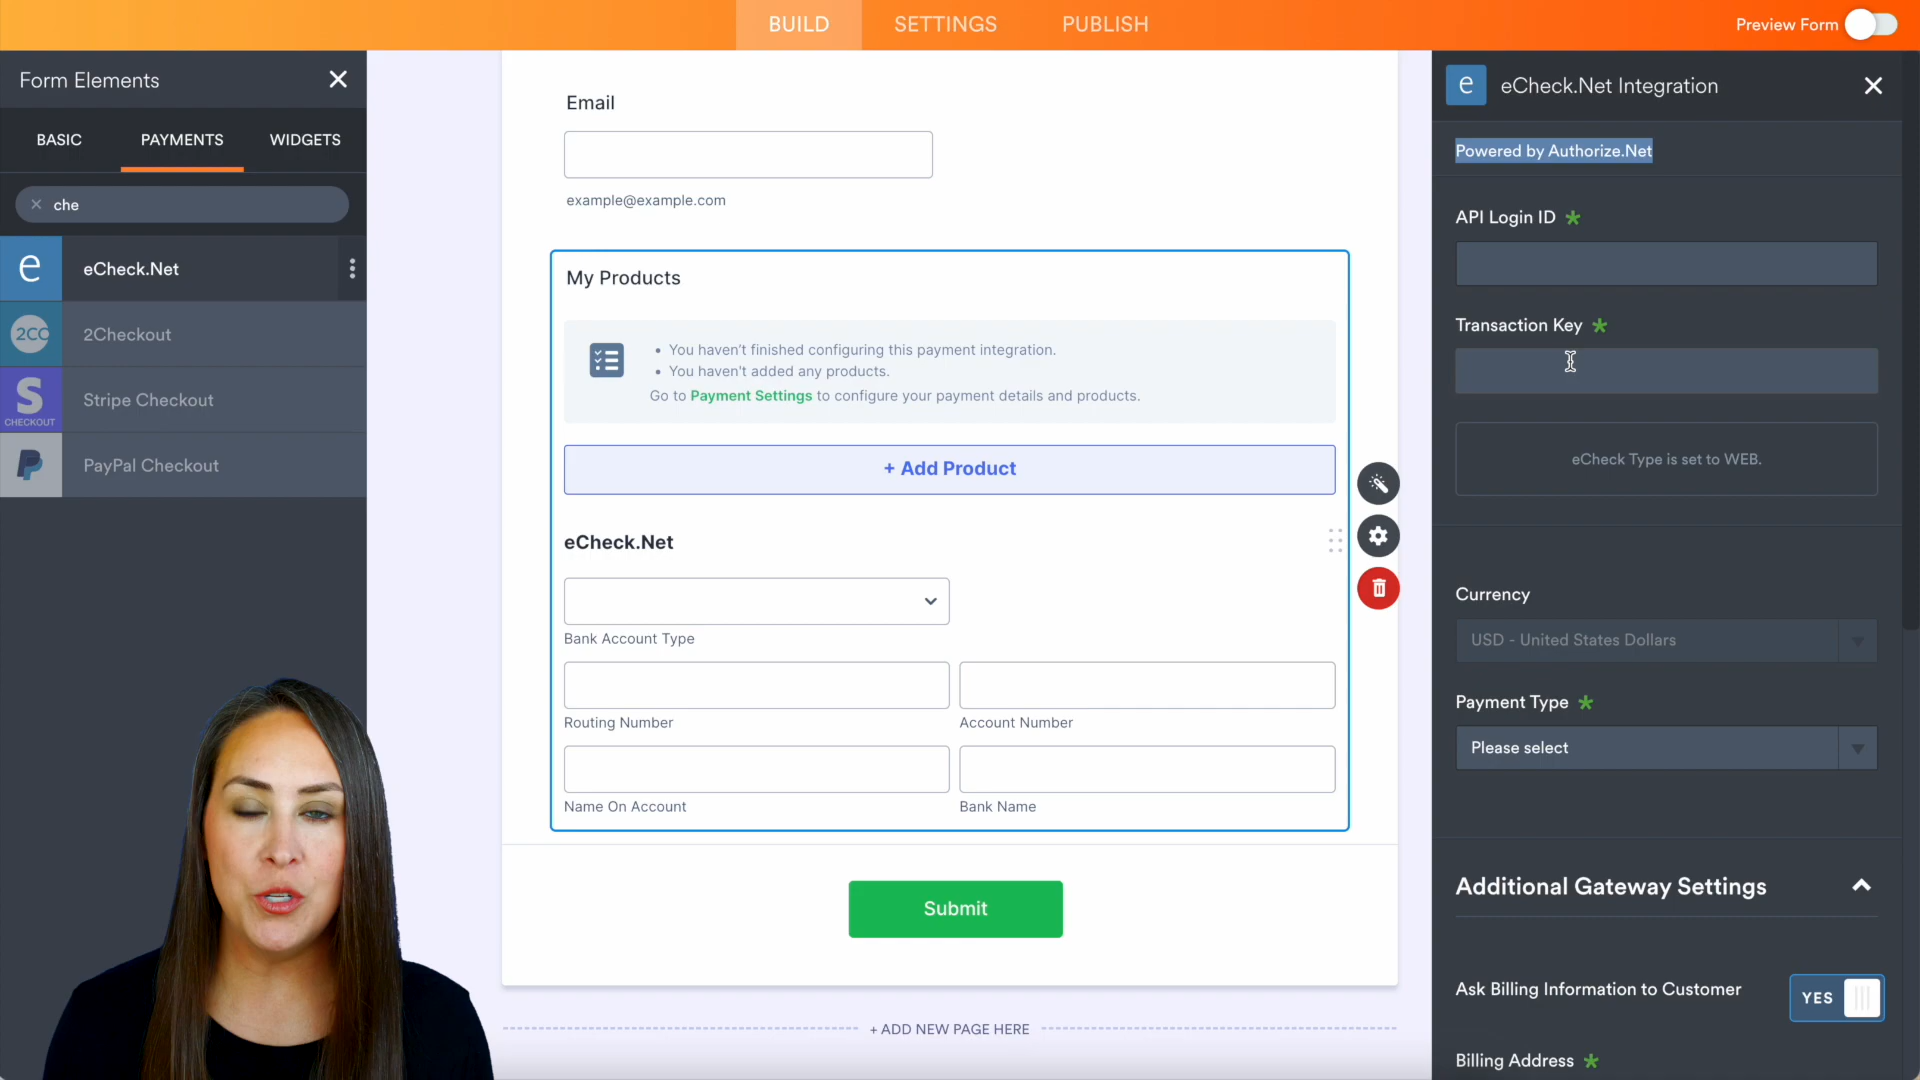 BUILD
SETTINGS
PUBLISH
Preview Form
Form Elements
BASIC
PAYMENTS
WIDGETS
che
e
eCheck.Net
2CO
2Checkout
S
CHECKOUT
Stripe Checkout
PayPal Checkout
Email
example@example.com
My Products
• You haven't finished configuring this payment integration.
• You haven't added any products.
Go to Payment Settings to configure your payment details and products.
+ Add Product
eCheck.Net
Bank Account Type
Routing Number
Account Number
Name On Account
Bank Name
Submit
+ ADD NEW PAGE HERE
e
eCheck.Net Integration
Powered by Authorize.Net
API Login ID *
Transaction Key *
eCheck Type is set to WEB.
Currency
USD - United States Dollars
Payment Type *
Please select
Additional Gateway Settings
Ask Billing Information to Customer
YES
Billing Address *